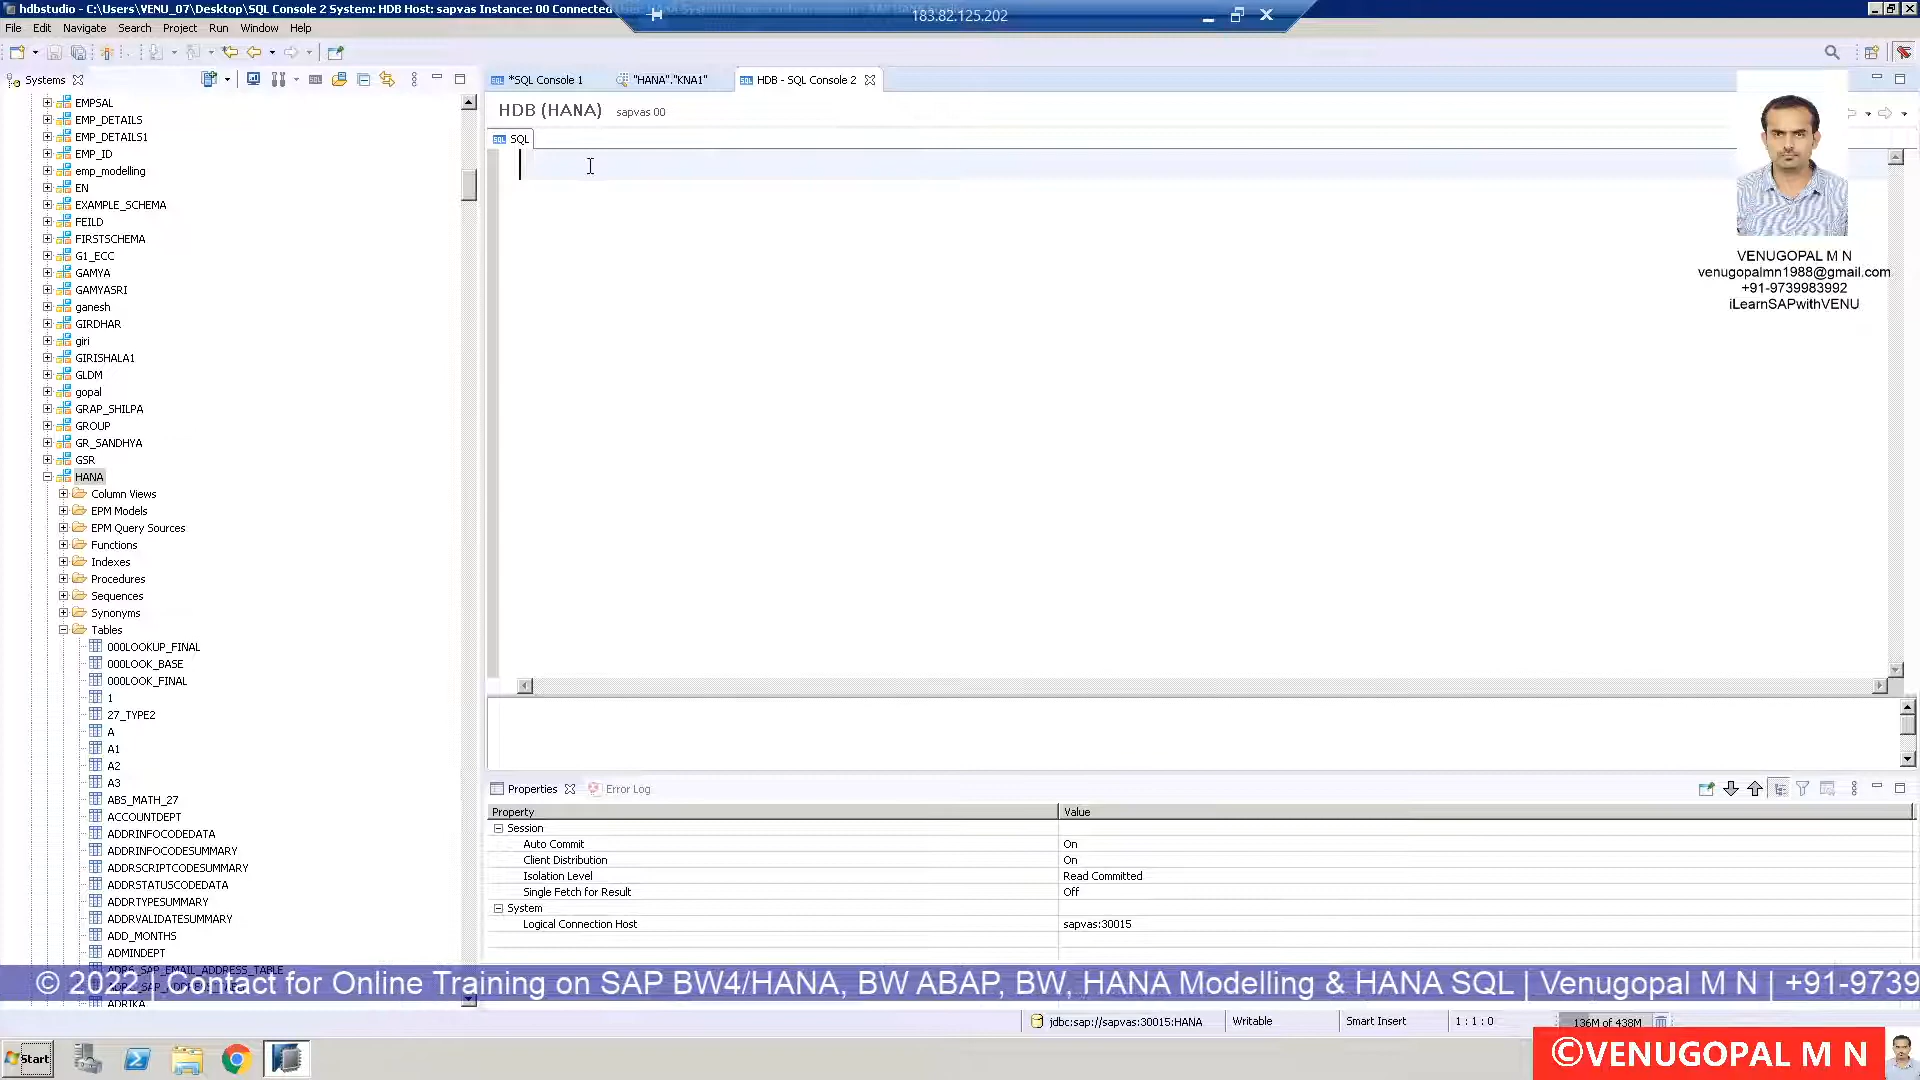 hdbstudio - C:\Users\VENU_07\Desktop\SQL Console 2 System: HDB Host: sapvas Instance: 00 Connected
183.82.125.202
File Edit Navigate Search Project Run Window Help
Systems
*SQL Console 1
"HANA"."KNA1"
HDB - SQL Console 2
HDB (HANA) sapvas 00
SQL
EMPSAL
EMP_DETAILS
EMP_DETAILS1
EMP_ID
emp_modelling
EN
EXAMPLE_SCHEMA
FEILD
FIRSTSCHEMA
G1_ECC
GAMYA
GAMYASRI
ganesh
GIRDHAR
giri
GIRISHALA1
GLDM
gopal
GRAP_SHILPA
GROUP
GR_SANDHYA
GSR
HANA
Column Views
EPM Models
EPM Query Sources
Functions
Indexes
Procedures
Sequences
Synonyms
Tables
000LOOKUP_FINAL
000LOOK_BASE
000LOOK_FINAL
1
27_TYPE2
A
A1
A2
A3
ABS_MATH_27
ACCOUNTDEPT
ADDRINFOCODEDATA
ADDRINFOCODESUMMARY
ADDRSCRIPTCODESUMMARY
ADDRSTATUSCODEDATA
ADDRTYPESUMMARY
ADDRVALIDATESUMMARY
ADD_MONTHS
ADMINDEPT
ADR6_SAP_EMAIL_ADDRESS_TABLE
ADRIKA
VENUGOPAL M N
venugopalmn1988@gmail.com
+91-9739983992
iLearnSAPwithVENU
Properties
Error Log
Property Value
Session
Auto Commit On
Client Distribution On
Isolation Level Read Committed
Single Fetch for Result Off
System
Logical Connection Host sapvas:30015
© 2022 | Contact for Online Training on SAP BW4/HANA, BW ABAP, BW, HANA Modelling & HANA SQL | Venugopal M N | +91-9739
jdbc:sap://sapvas:30015:HANA Writable Smart Insert 1 : 1 : 0 136M of 438M
Start
©VENUGOPAL M N